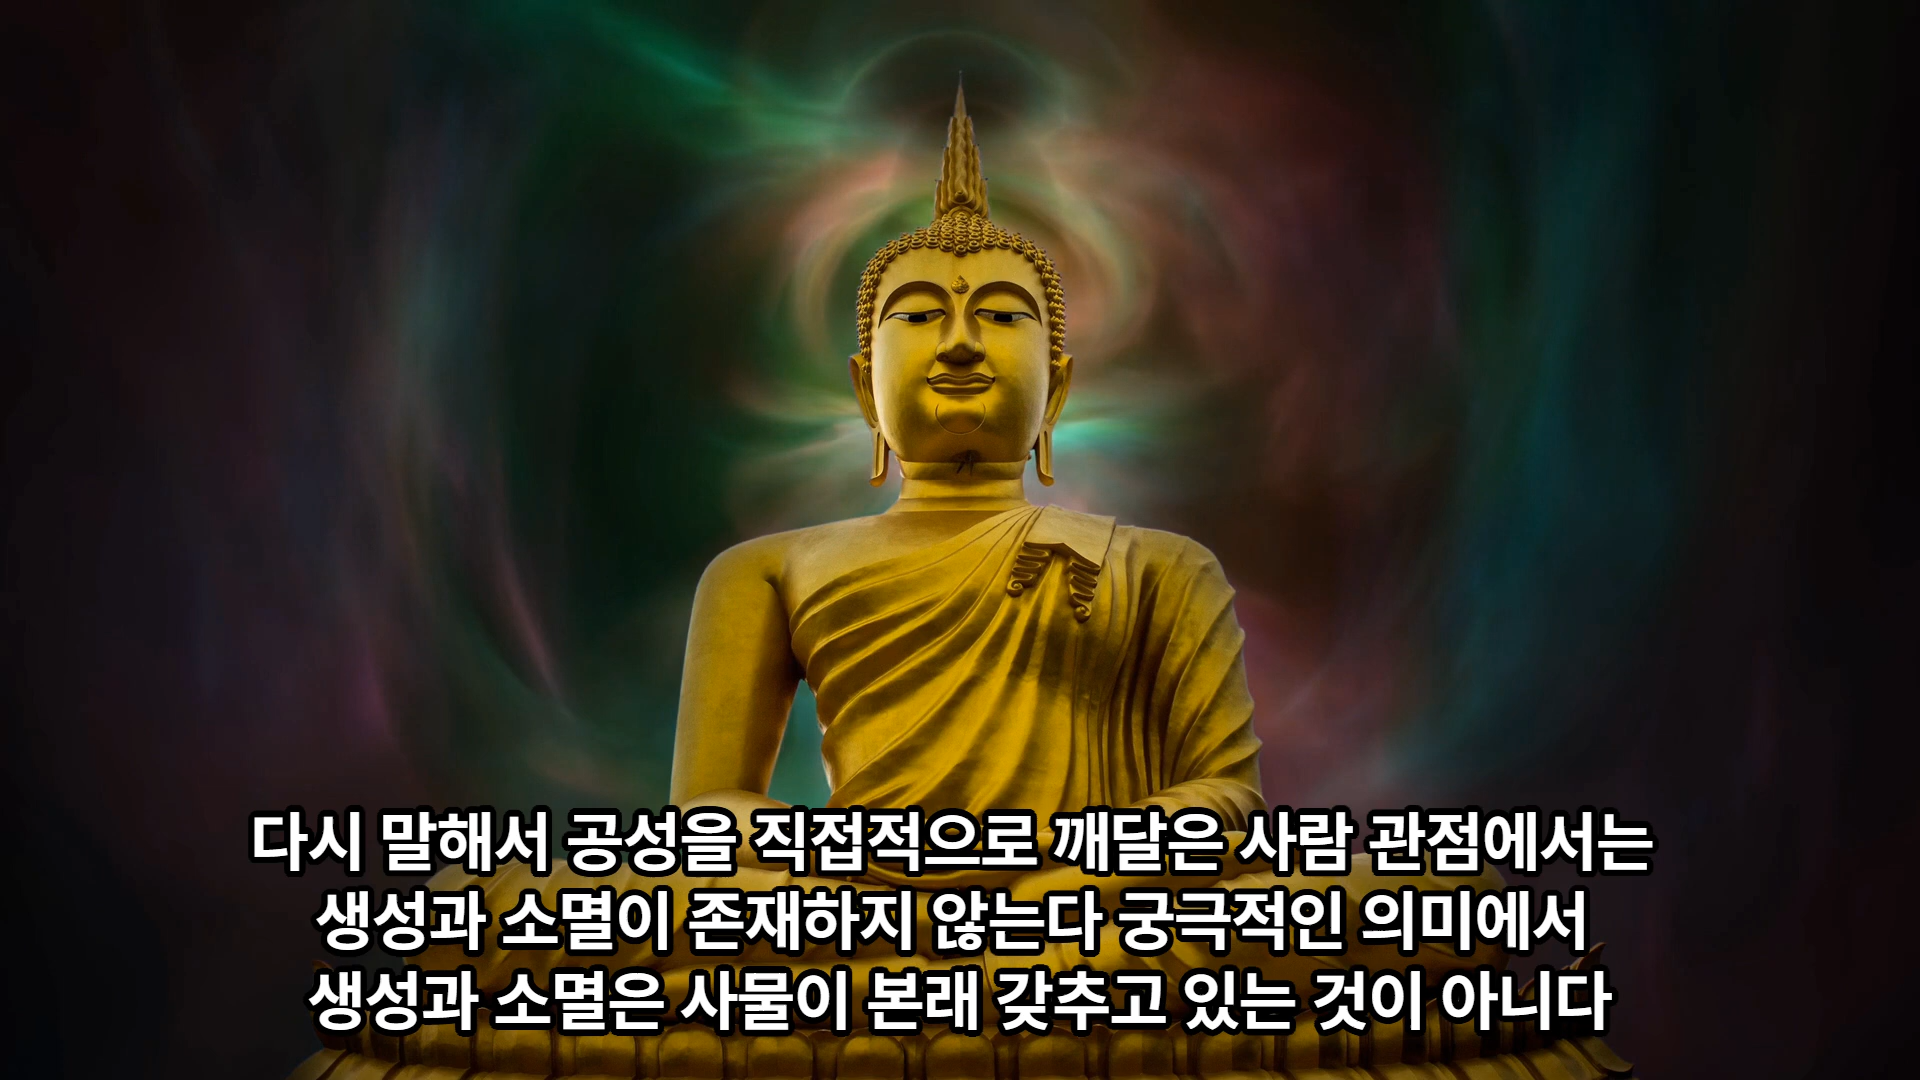 다시 말해서 공성을 직접적으로 깨달은 사람 관점에서는
생성과 소멸이 존재하지 않는다 궁극적인 의미에서
생성과 소멸은 사물이 본래 갖추고 있는 것이 아니다